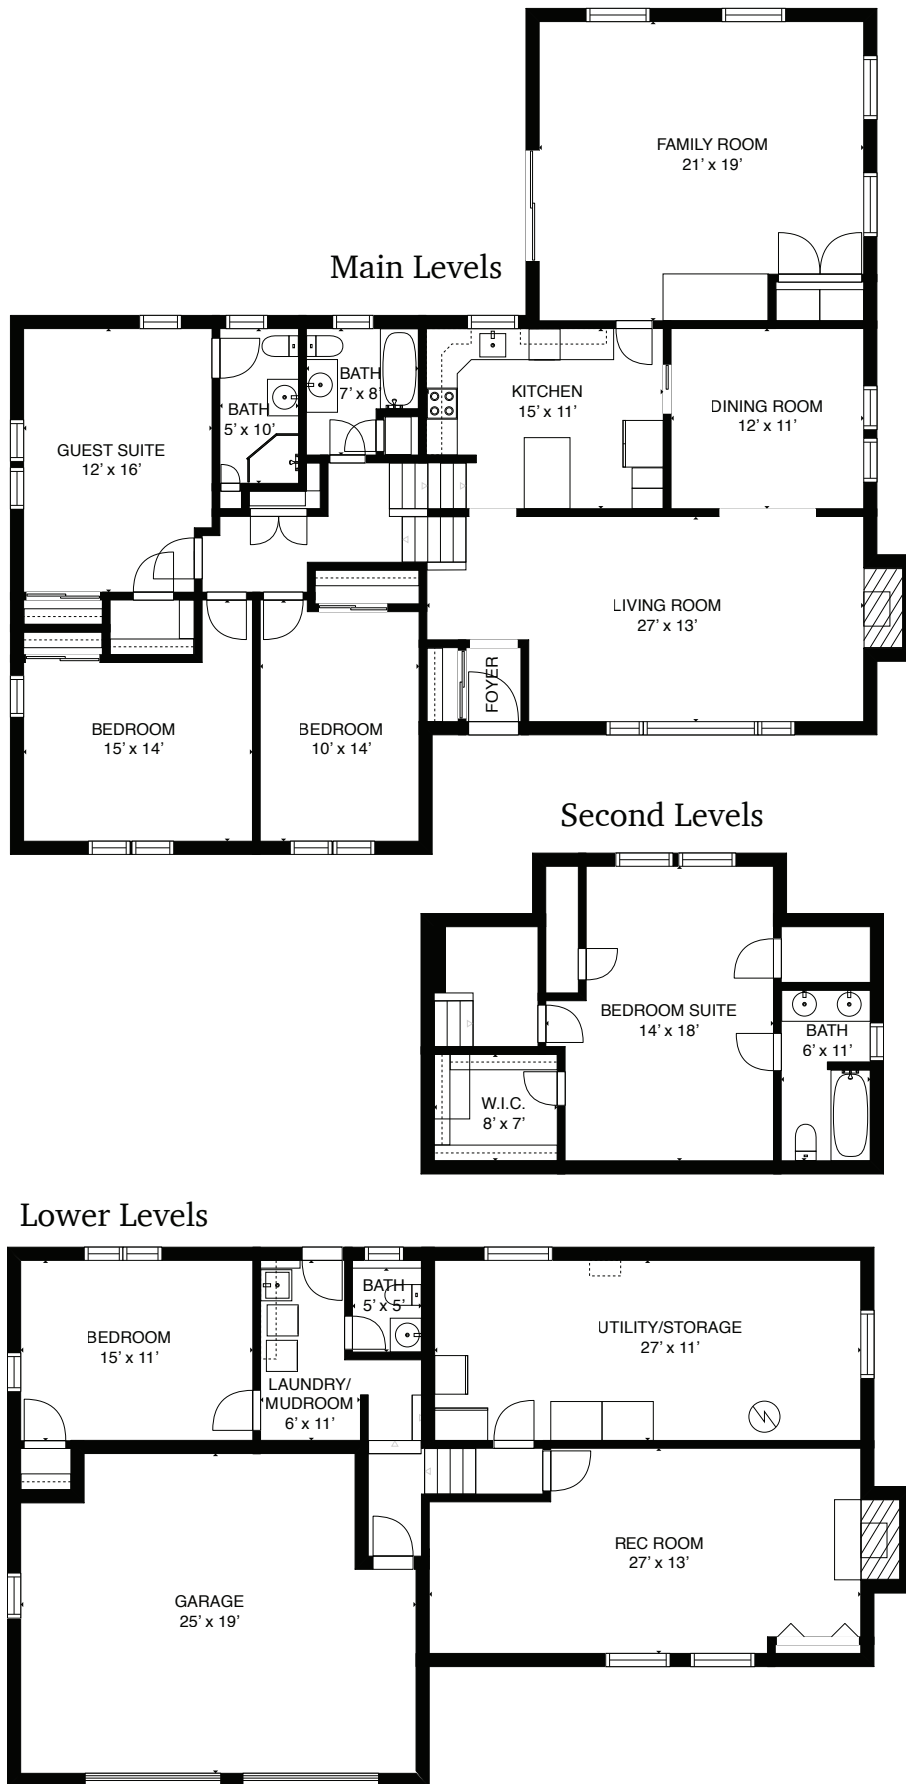 FAMILY ROOM
21' x 19'
Main Levels
BATH
7' x 8'
KITCHEN
15' x 11'
BATH
5' x 10'
DINING ROOM
12' x 11'
GUEST SUITE
12' x 16'
LIVING ROOM
27' x 13'
FOYER
BEDROOM
15' x 14'
BEDROOM
10' x 14'
Second Levels
BEDROOM SUITE
14' x 18'
BATH
6' x 11'
W.I.C.
8' x 7'
Lower Levels
BATH
5' x 5'
BEDROOM
15' x 11'
UTILITY/STORAGE
27' x 11'
LAUNDRY/
MUDROOM
6' x 11'
REC ROOM
27' x 13'
GARAGE
25' x 19'